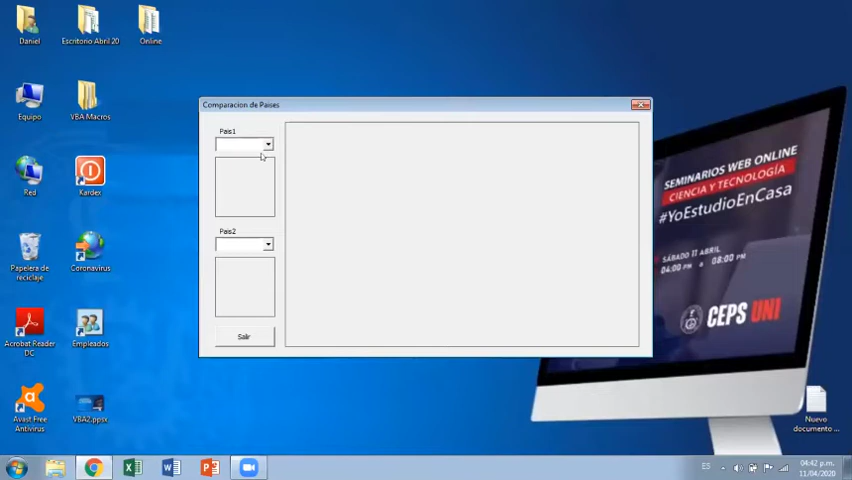 Daniel
Escritorio Abril 20
Online
Equipo
VBA Macros
Red
Kardex
Papelera de
reciclaje
Coronavirus
Acrobat Reader
DC
Empleados
Avast Free
Antivirus
VBA2.ppsx
Comparacion de Paises
Pais1
Pais2
Salir
SEMINARIOS WEB ONLINE
CIENCIA Y TECNOLOGÍA
#YoEstudioEnCasa
SÁBADO 11 ABRIL
04:00 PM a 08:00 PM
CEPS UNI
Nuevo
documento ...
ES
04:42 p.m.
11/04/2020